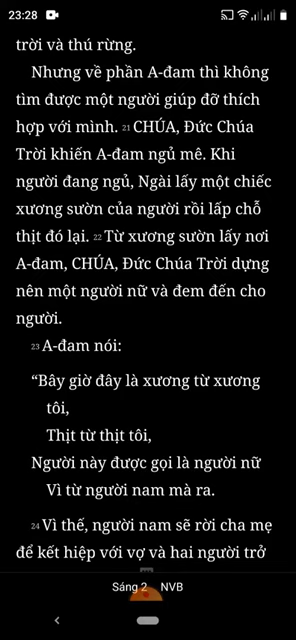 23:28
trời và thú rừng.
Nhưng về phần A-đam thì không
tìm được một người giúp đỡ thích
hợp với mình. 21 CHÚA, Đức Chúa
Trời khiến A-đam ngủ mê. Khi
người đang ngủ, Ngài lấy một chiếc
xương sườn của người rồi lấp chỗ
thịt đó lại. 22 Từ xương sườn lấy nơi
A-đam, CHÚA, Đức Chúa Trời dựng
nên một người nữ và đem đến cho
người.
23 A-đam nói:
“Bây giờ đây là xương từ xương
tôi,
Thịt từ thịt tôi,
Người này được gọi là người nữ
Vì từ người nam mà ra.
24 Vì thế, người nam sẽ rời cha mẹ
để kết hiệp với vợ và hai người trở
Sáng 2 NVB